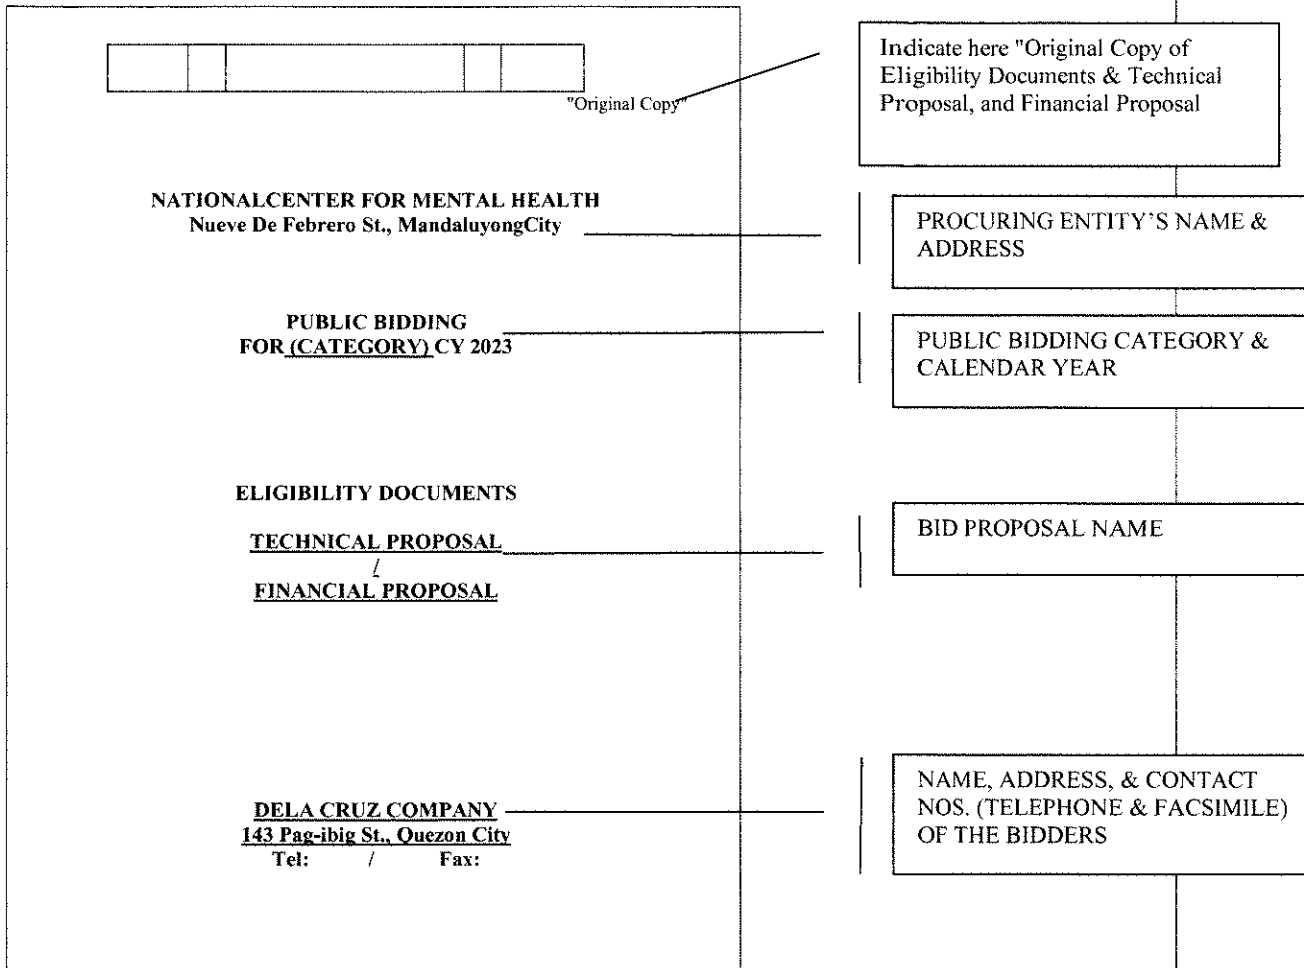 "Original Copy"
Indicate here "Original Copy of
Eligibility Documents & Technical
Proposal, and Financial Proposal
NATIONALCENTER FOR MENTAL HEALTH
Nueve De Febrero St., MandaluyongCity
PROCURING ENTITY'S NAME &
ADDRESS
PUBLIC BIDDING
FOR (CATEGORY) CY 2023
PUBLIC BIDDING CATEGORY &
CALENDAR YEAR
ELIGIBILITY DOCUMENTS
TECHNICAL PROPOSAL
/
FINANCIAL PROPOSAL
BID PROPOSAL NAME
DELA CRUZ COMPANY
143 Pag-ibig St., Quezon City
Tel: / Fax:
NAME, ADDRESS, & CONTACT
NOS. (TELEPHONE & FACSIMILE)
OF THE BIDDERS